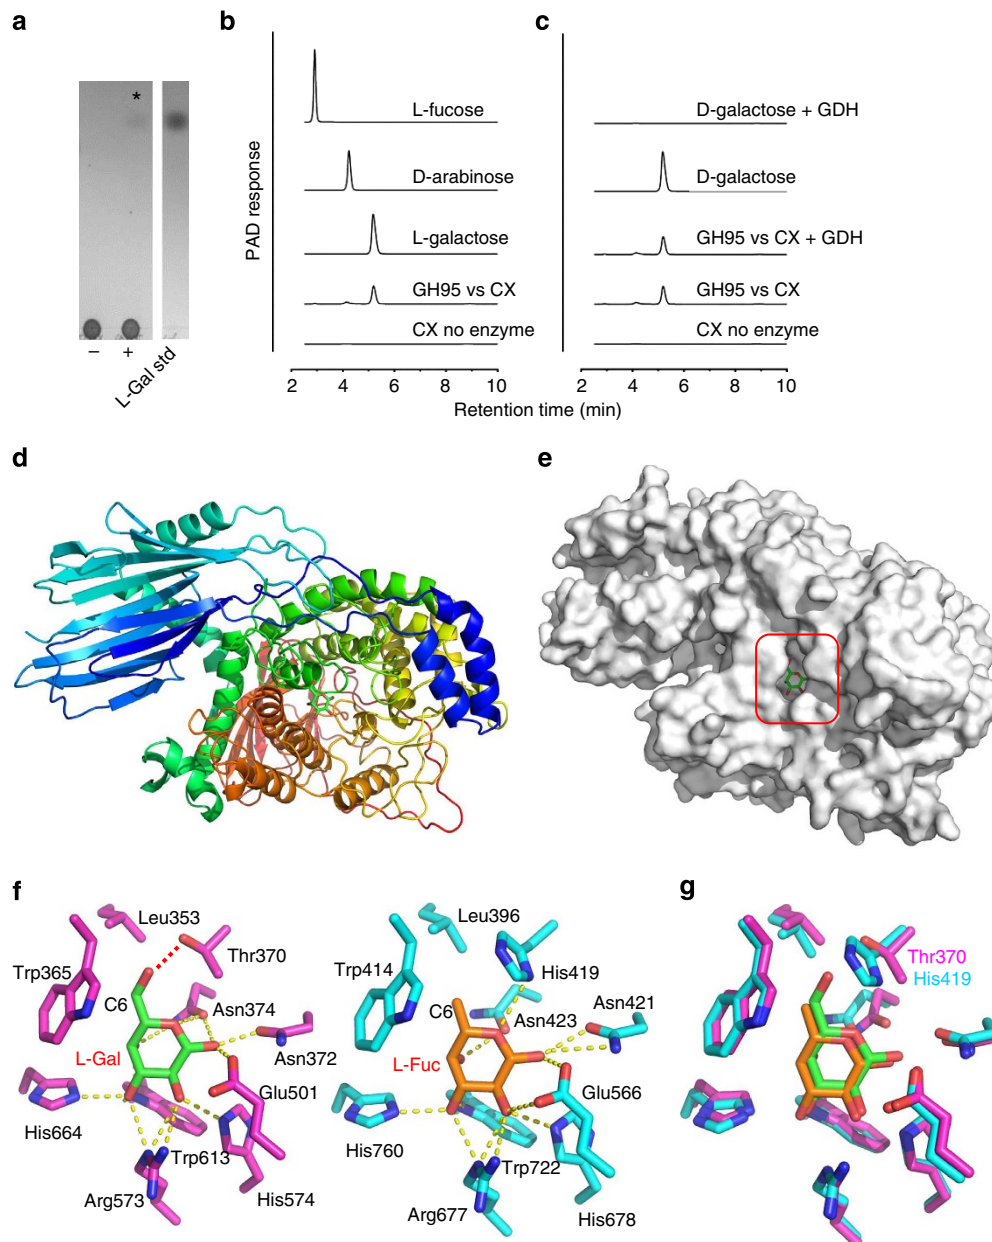 a
*
−
+
L-Gal std
b
PAD response
L-fucose
D-arabinose
L-galactose
GH95 vs CX
CX no enzyme
2 4 6 8 10
c
D-galactose + GDH
D-galactose
GH95 vs CX + GDH
GH95 vs CX
CX no enzyme
2 4 6 8 10
Retention time (min)
d
e
f
Leu353
Trp365
Thr370
C6
Asn374
L-Gal
Asn372
Glu501
His664
Trp613
Arg573
His574
Leu396
Trp414
His419
C6
Asn421
Asn423
L-Fuc
Glu566
His760
Trp722
Arg677
His678
g
Thr370
His419